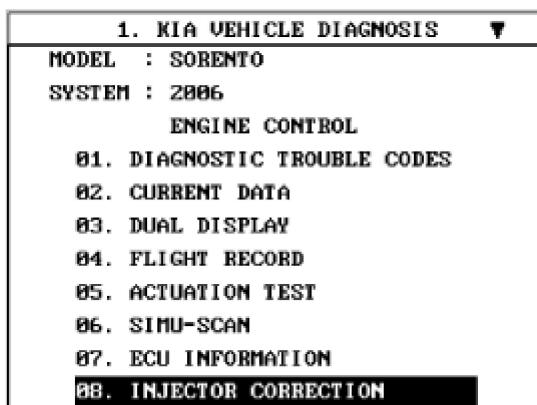 1. KIA VEHICLE DIAGNOSIS ▼
MODEL : SORENTO
SYSTEM : 2006
ENGINE CONTROL
01. DIAGNOSTIC TROUBLE CODES
02. CURRENT DATA
03. DUAL DISPLAY
04. FLIGHT RECORD
05. ACTUATION TEST
06. SIMU-SCAN
07. ECU INFORMATION
08. INJECTOR CORRECTION